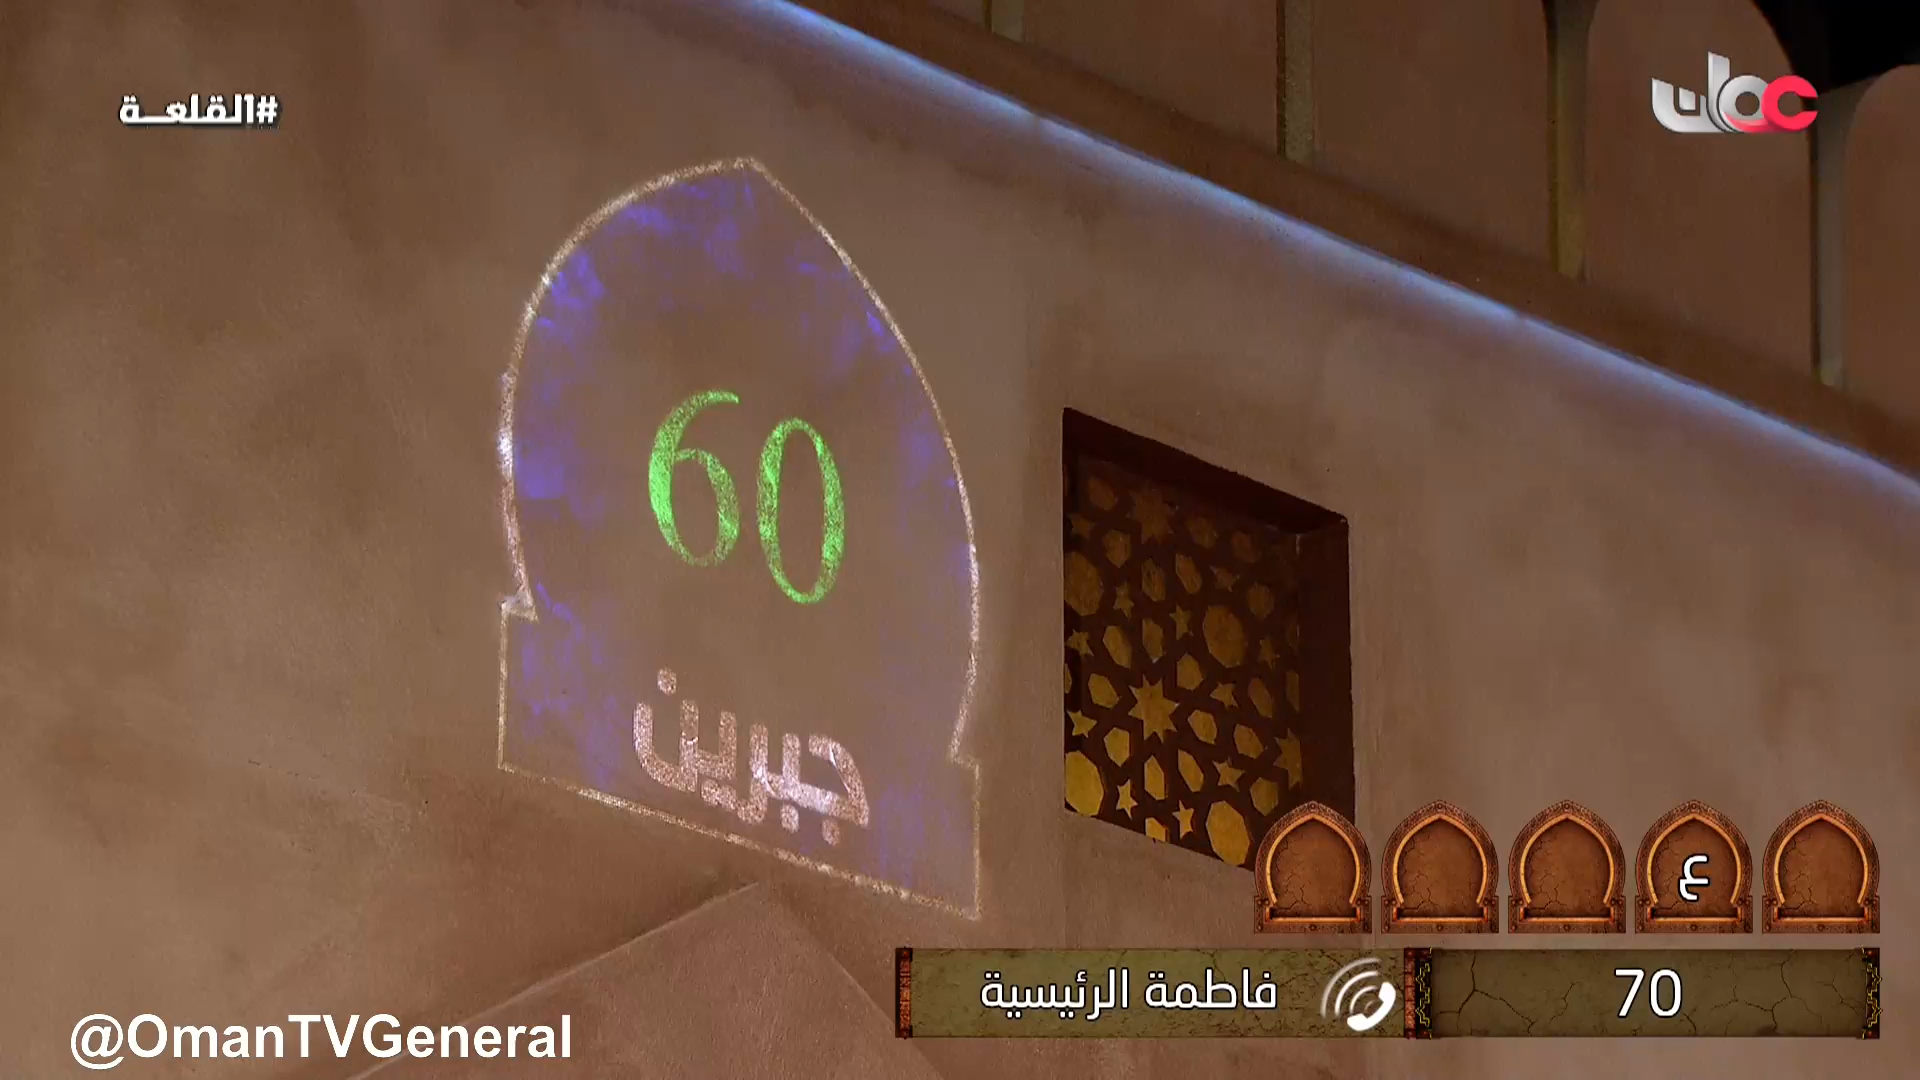 #القلعة
عمان
60
جبرين
ع
فاطمة الرئيسية
70
@OmanTVGeneral